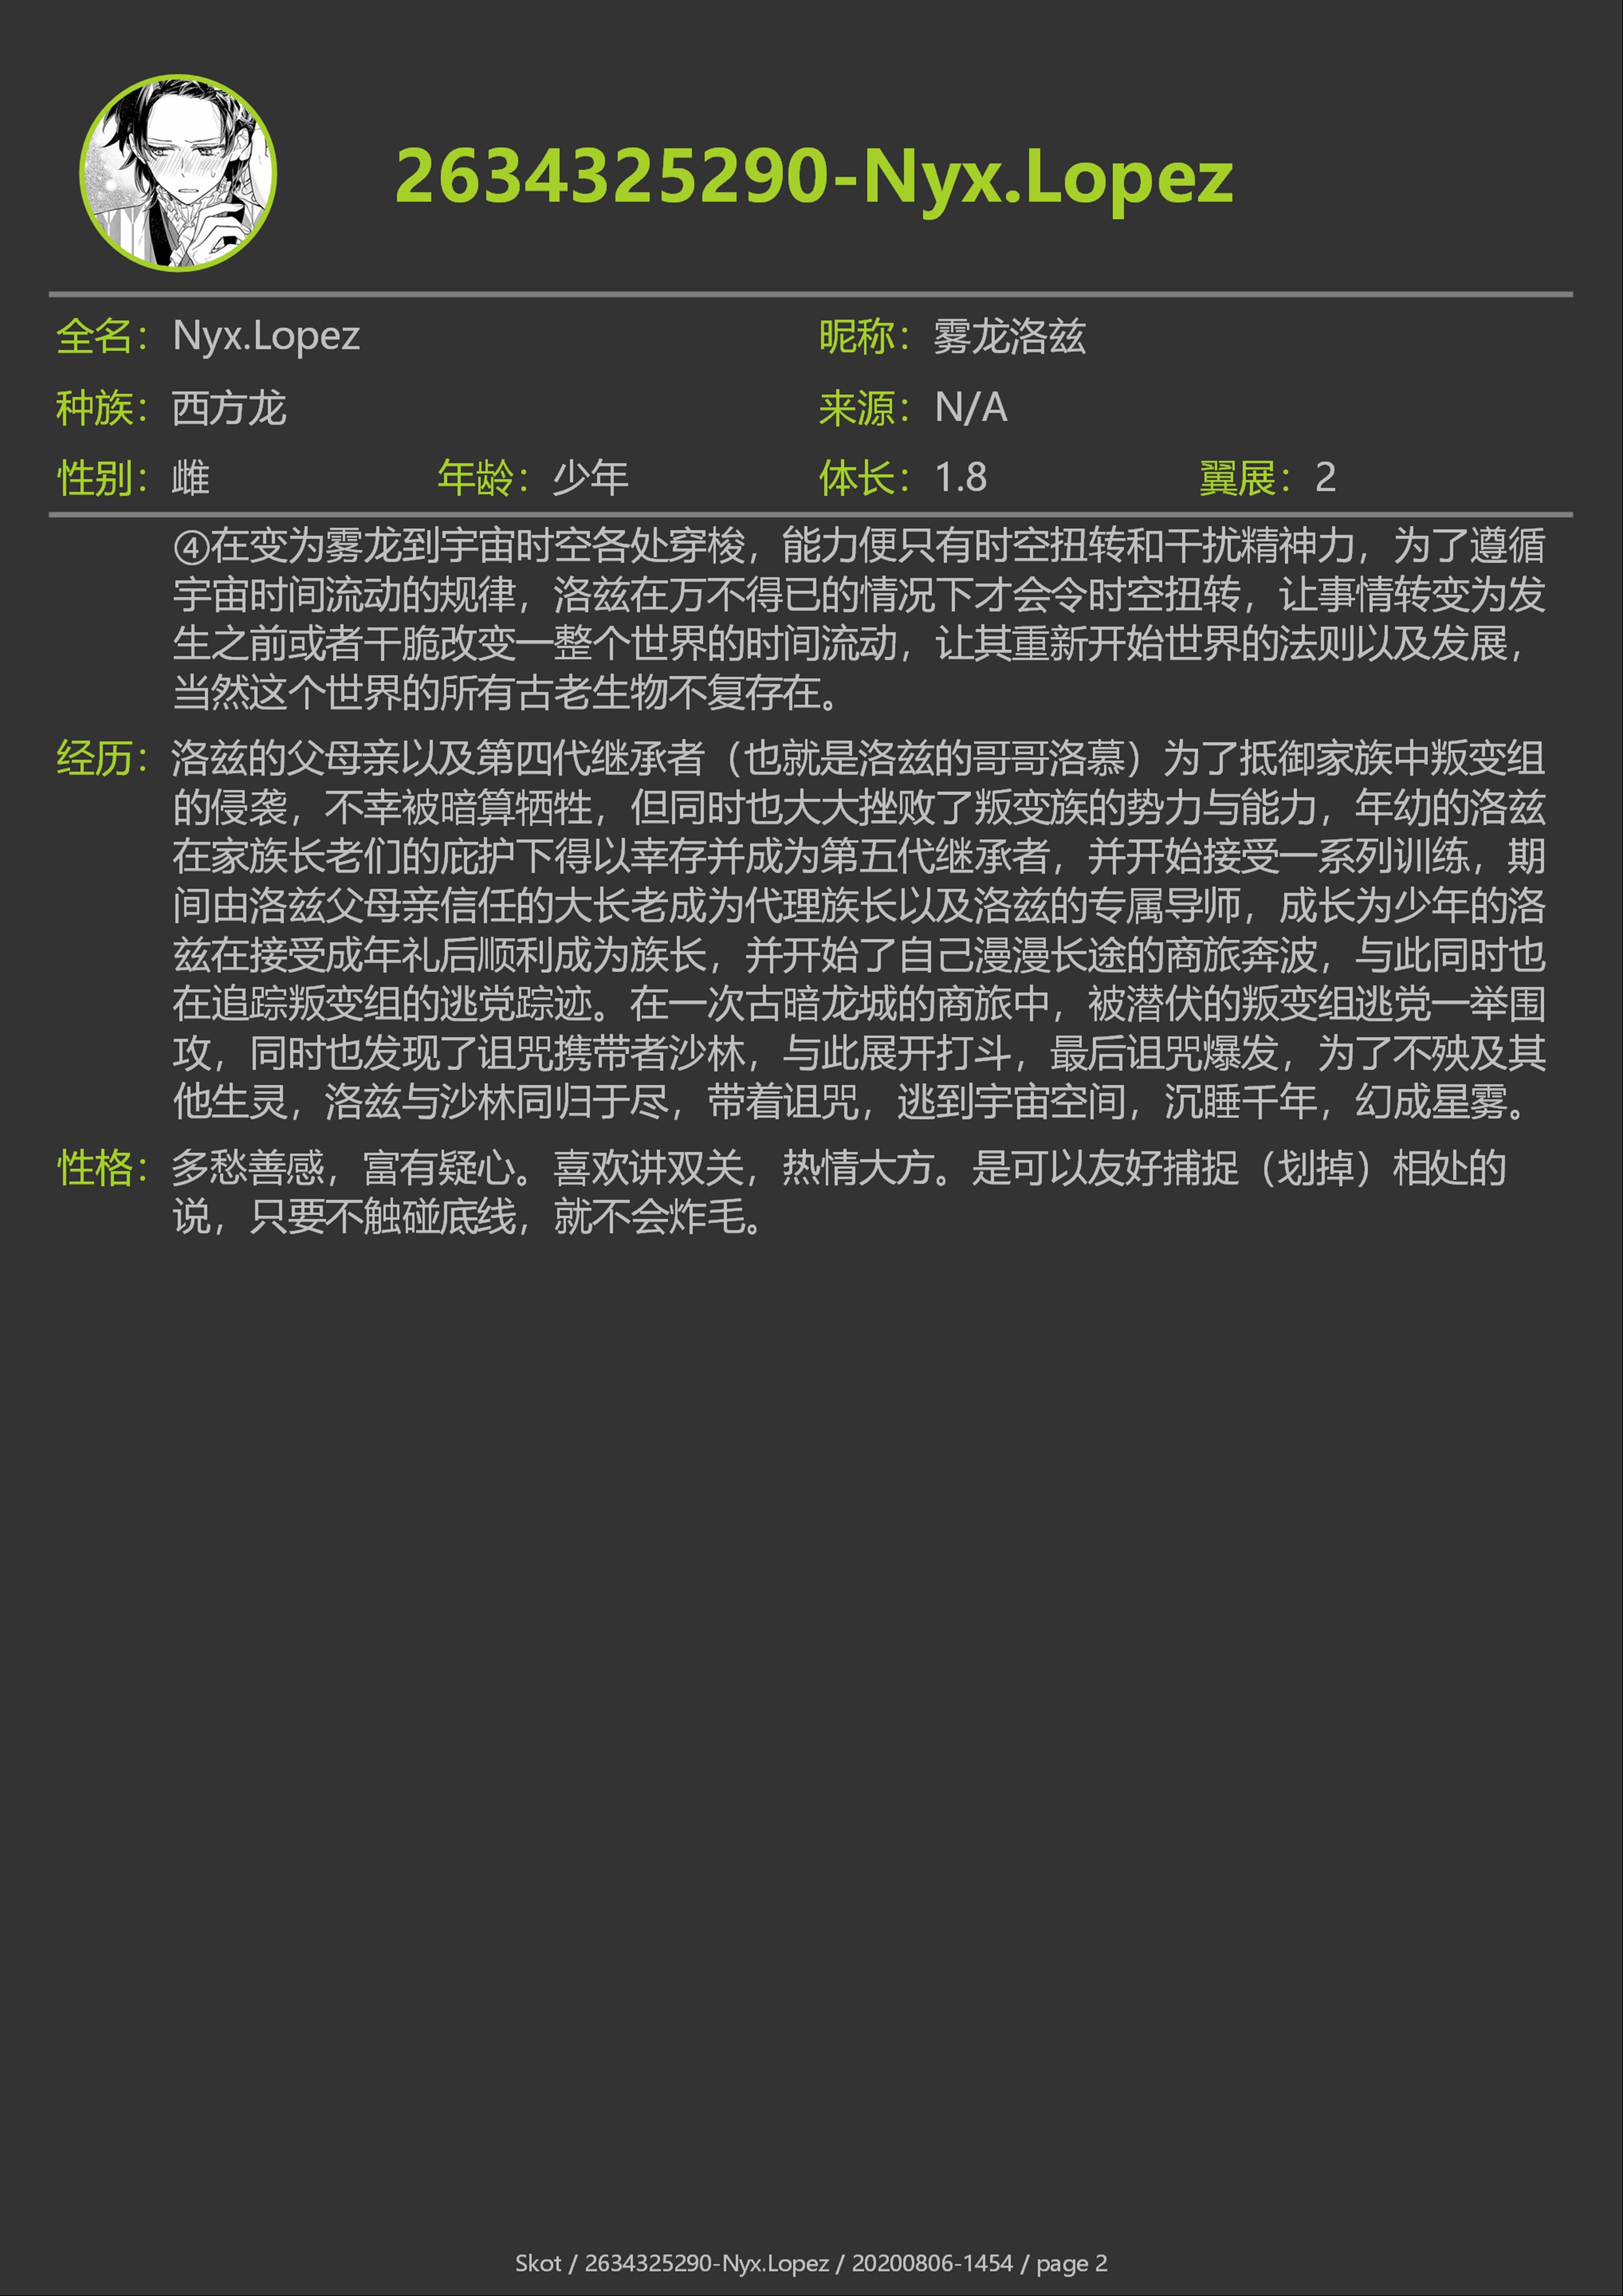 2634325290-Nyx.Lopez
全名：Nyx.Lopez 昵称：雾龙洛兹
种族：西方龙 来源：N/A
性别：雌 年龄：少年 体长：1.8 翼展：2
④在变为雾龙到宇宙时空各处穿梭，能力便只有时空扭转和干扰精神力，为了遵循
宇宙时间流动的规律，洛兹在万不得已的情况下才会令时空扭转，让事情转变为发
生之前或者干脆改变一整个世界的时间流动，让其重新开始世界的法则以及发展，
当然这个世界的所有古老生物不复存在。
经历：洛兹的父母亲以及第四代继承者（也就是洛兹的哥哥洛慕）为了抵御家族中叛变组
的侵袭，不幸被暗算牺牲，但同时也大大挫败了叛变族的势力与能力，年幼的洛兹
在家族长老们的庇护下得以幸存并成为第五代继承者，并开始接受一系列训练，期
间由洛兹父母亲信任的大长老成为代理族长以及洛兹的专属导师，成长为少年的洛
兹在接受成年礼后顺利成为族长，并开始了自己漫漫长途的商旅奔波，与此同时也
在追踪叛变组的逃党踪迹。在一次古暗龙城的商旅中，被潜伏的叛变组逃党一举围
攻，同时也发现了诅咒携带者沙林，与此展开打斗，最后诅咒爆发，为了不殃及其
他生灵，洛兹与沙林同归于尽，带着诅咒，逃到宇宙空间，沉睡千年，幻成星雾。
性格：多愁善感，富有疑心。喜欢讲双关，热情大方。是可以友好捕捉（划掉）相处的
说，只要不触碰底线，就不会炸毛。
Skot / 2634325290-Nyx.Lopez / 20200806-1454 / page 2